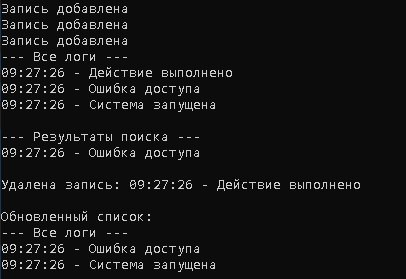 Запись добавлена
Запись добавлена
Запись добавлена
--- Все логи ---
09:27:26 - Действие выполнено
09:27:26 - Ошибка доступа
09:27:26 - Система запущена
--- Результаты поиска ---
09:27:26 - Ошибка доступа
Удалена запись: 09:27:26 - Действие выполнено
Обновленный список:
--- Все логи ---
09:27:26 - Ошибка доступа
09:27:26 - Система запущена